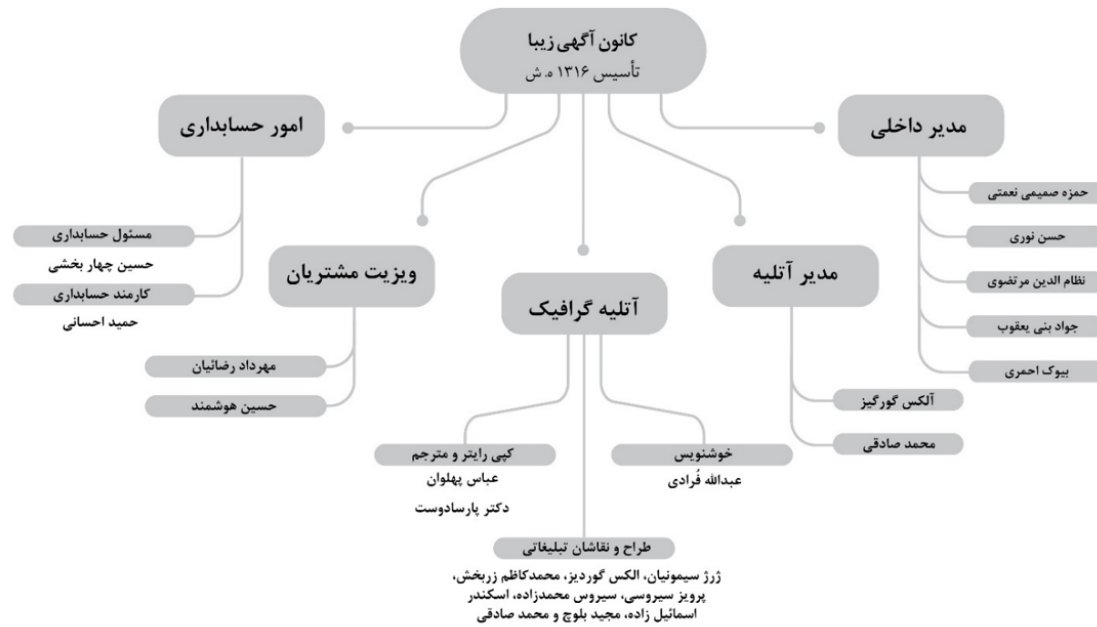 کانون آگهی زیبا
تأسیس ۱۳۱۶ ه.ش
مدیر داخلی
حمزه صمیمی نعمتی
حسن نوری
نظام الدین مرتضوی
جواد بنی یعقوب
بیوک احمری
مدیر آتلیه
آلکس گورگیز
محمد صادقی
آتلیه گرافیک
خوشنویس
عبدالله فُرادی
کپی رایتر و مترجم
عباس پهلوان
دکتر پارسادوست
طراح و نقاشان تبلیغاتی
ژرژ سیمونیان، الکس گوردیز، محمدکاظم زربخش،
پرویز سیروسی، سیروس محمدزاده، اسکندر
اسمائیل زاده، مجید بلوچ و محمد صادقی
ویزیت مشتریان
مهرداد رضائیان
حسین هوشمند
امور حسابداری
مسئول حسابداری
حسین چهار بخشی
کارمند حسابداری
حمید احسانی